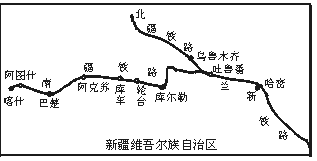 北
疆
铁
路
乌鲁木齐
吐鲁番
兰
新
哈密
铁
路
南
疆
铁
路
阿图什
喀什
巴楚
阿克苏
库车
轮台
库尔勒
新疆维吾尔族自治区